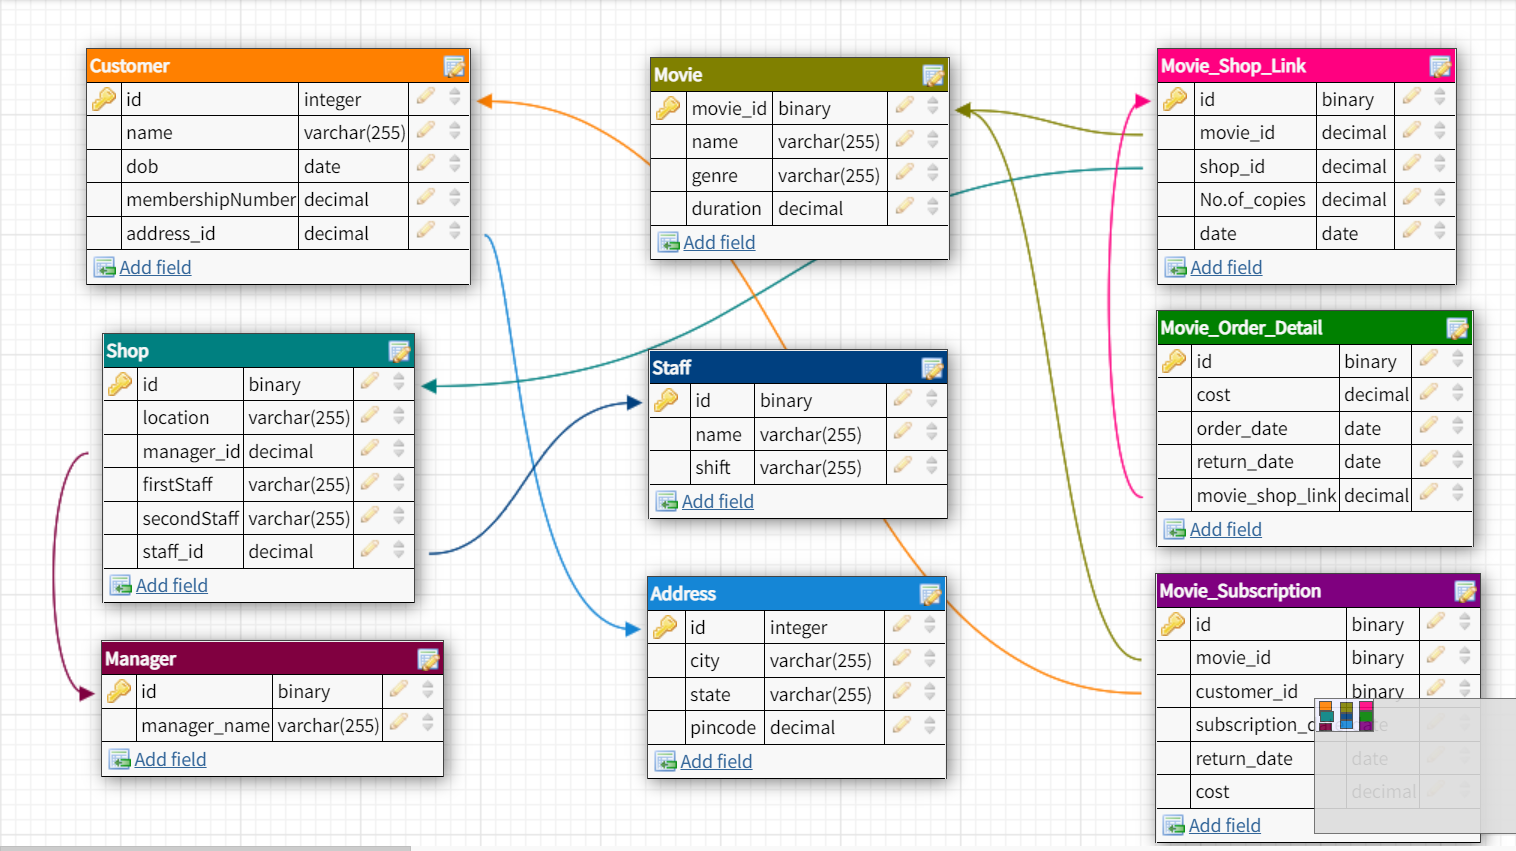 Customer
id integer
name varchar(255)
dob date
membershipNumber decimal
address_id decimal
Add field
Movie
movie_id binary
name varchar(255)
genre varchar(255)
duration decimal
Add field
Movie_Shop_Link
id binary
movie_id decimal
shop_id decimal
No.of_copies decimal
date date
Add field
Shop
id binary
location varchar(255)
manager_id decimal
firstStaff varchar(255)
secondStaff varchar(255)
staff_id decimal
Add field
Staff
id binary
name varchar(255)
shift varchar(255)
Add field
Movie_Order_Detail
id binary
cost decimal
order_date date
return_date date
movie_shop_link decimal
Add field
Manager
id binary
manager_name varchar(255)
Add field
Address
id integer
city varchar(255)
state varchar(255)
pincode decimal
Add field
Movie_Subscription
id binary
movie_id binary
customer_id binary
subscription_d date
return_date date
cost decimal
Add field